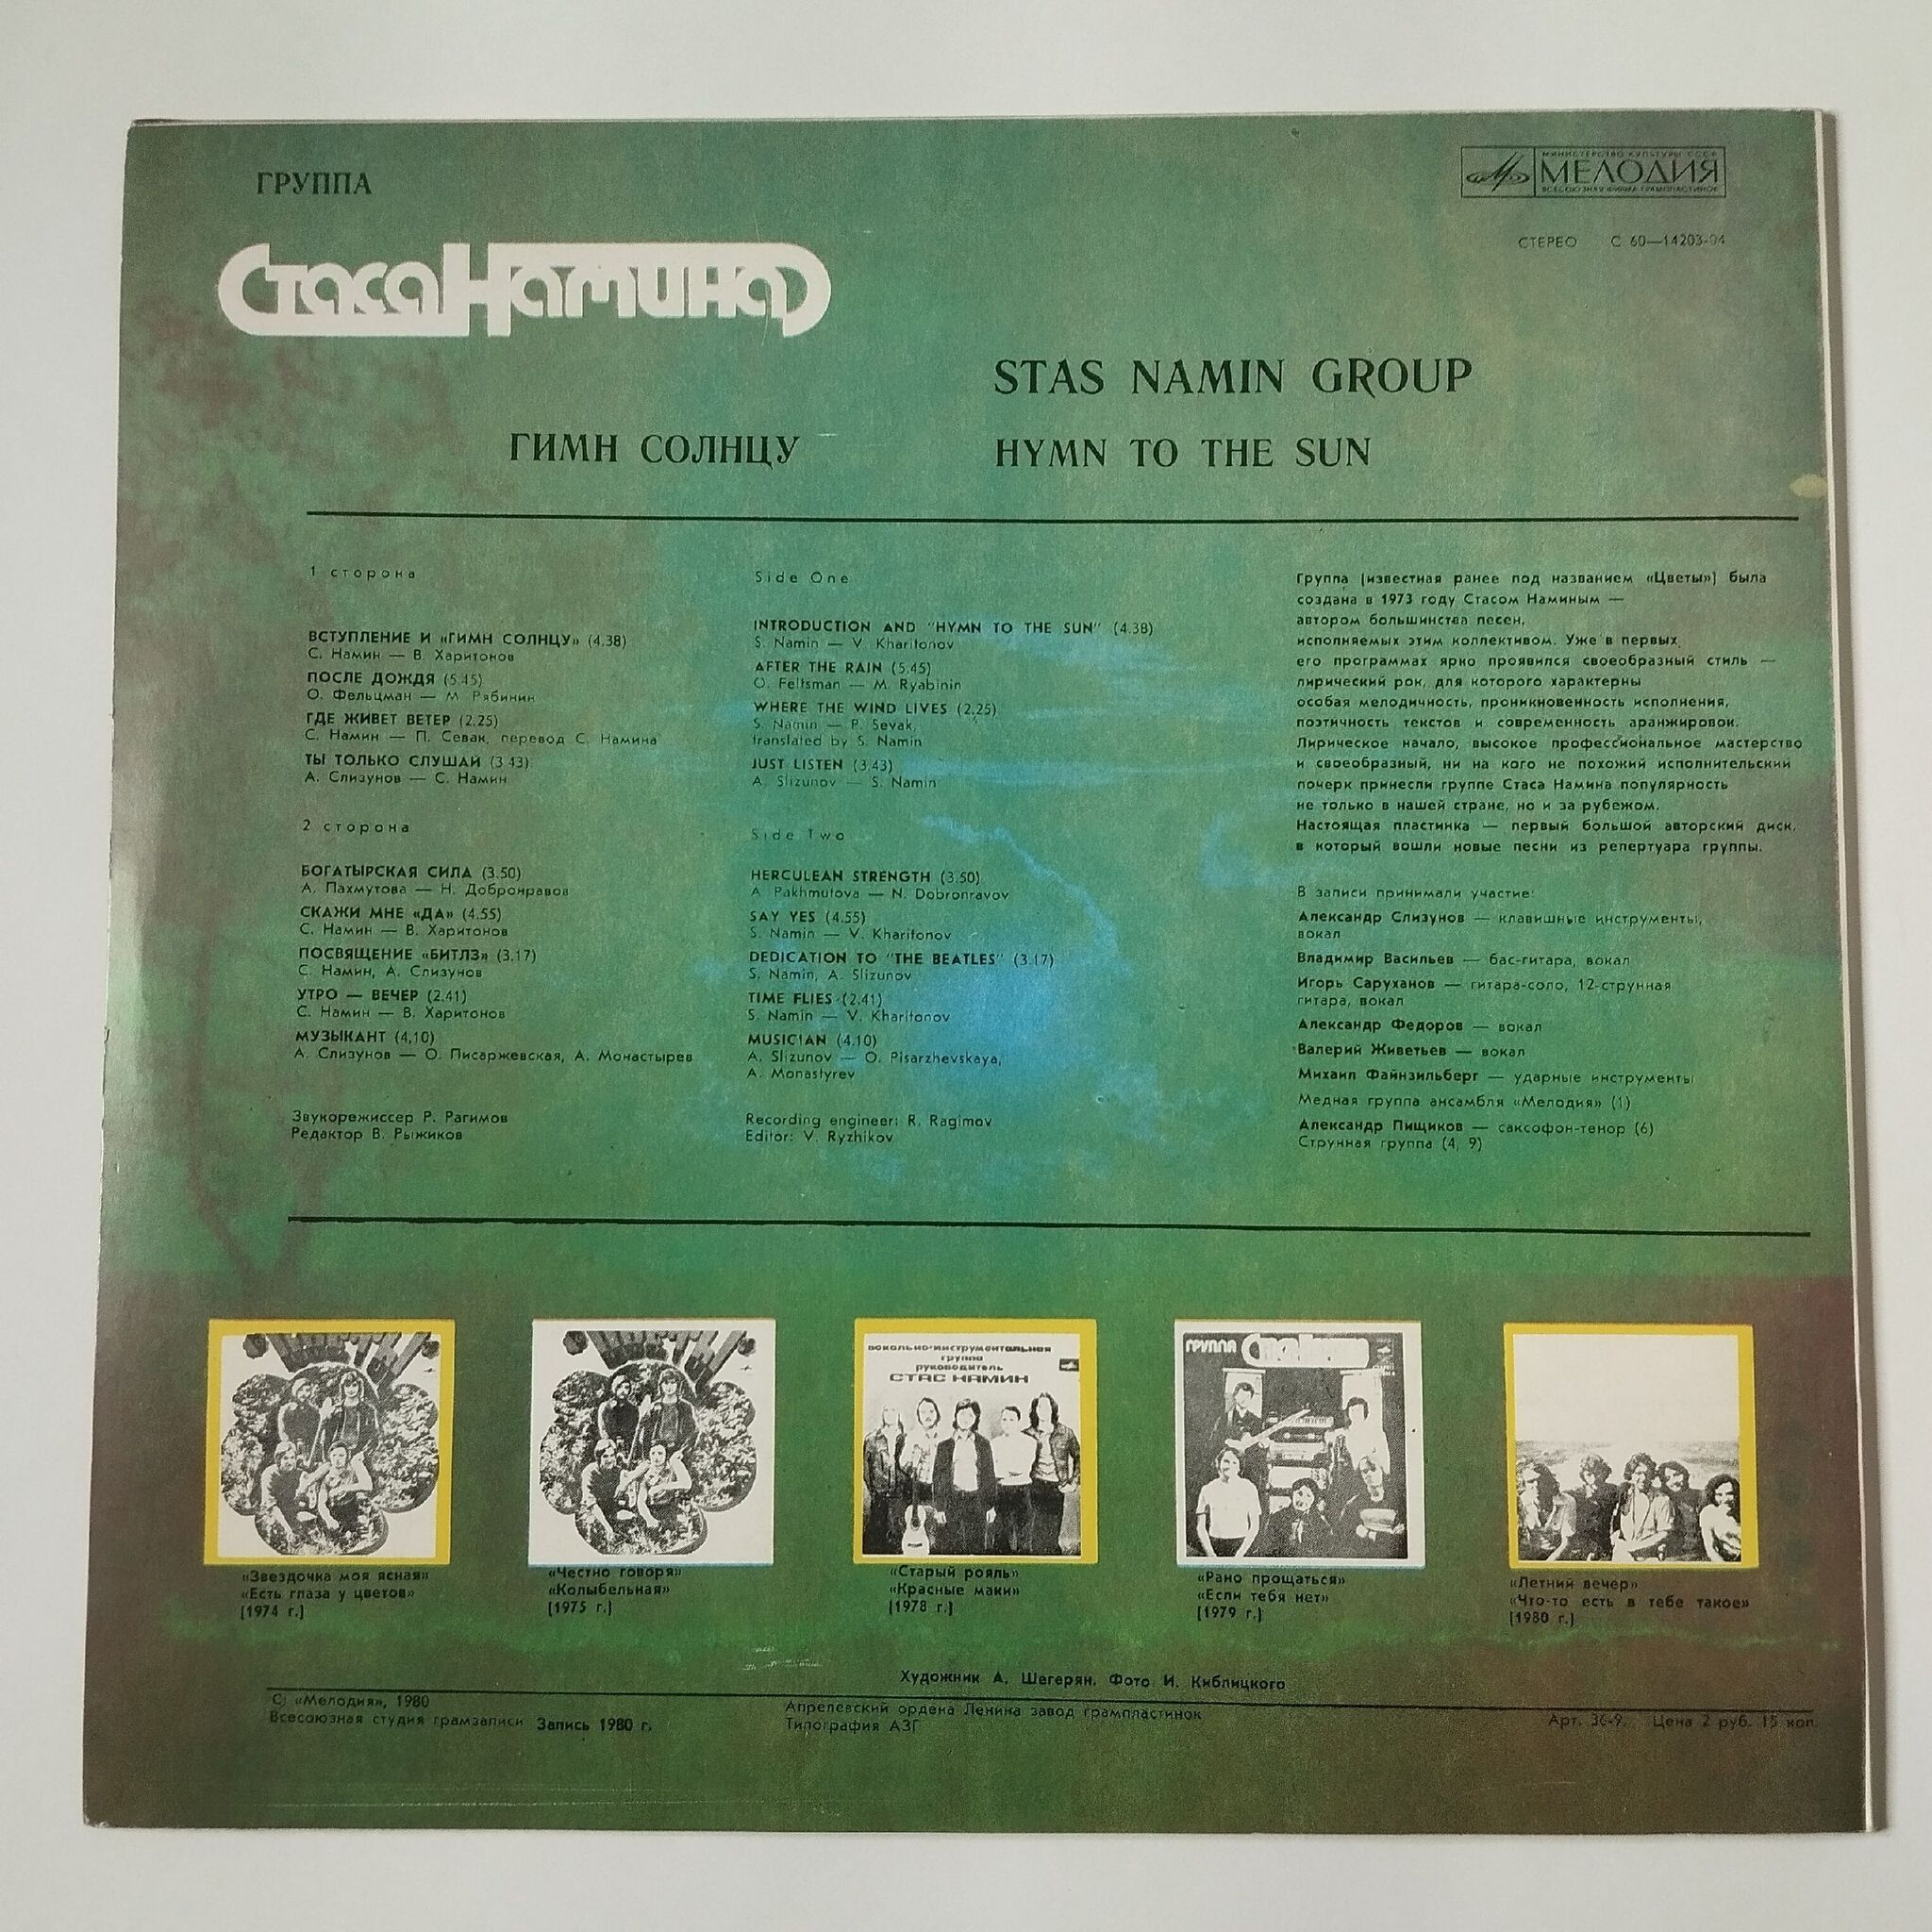 ГРУППА
МИНИСТЕРСТВО КУЛЬТУРЫ СССР
МЕЛОДИЯ
ВСЕСОЮЗНАЯ ФИРМА ГРАМПЛАСТИНОК
СТЕРЕО С 60—14203-04
Стаса Намина
STAS NAMIN GROUP
ГИМН СОЛНЦУ
HYMN TO THE SUN
1 сторона
ВСТУПЛЕНИЕ И «ГИМН СОЛНЦУ» (4.38)
С. Намин — В. Харитонов
ПОСЛЕ ДОЖДЯ (5.45)
О. Фельцман — М. Рябинин
ГДЕ ЖИВЕТ ВЕТЕР (2.25)
С. Намин — П. Севак, перевод С. Намина
ТЫ ТОЛЬКО СЛУШАЙ (3.43)
А. Слизунов — С. Намин
2 сторона
БОГАТЫРСКАЯ СИЛА (3.50)
А. Пахмутова — Н. Добронравов
СКАЖИ МНЕ «ДА» (4.55)
С. Намин — В. Харитонов
ПОСВЯЩЕНИЕ «БИТЛЗ» (3.17)
С. Намин, А. Слизунов
УТРО — ВЕЧЕР (2.41)
С. Намин — В. Харитонов
МУЗЫКАНТ (4.10)
А. Слизунов — О. Писаржевская, А. Монастырев
Звукорежиссер Р. Рагимов
Редактор В. Рыжиков
Side One
INTRODUCTION AND "HYMN TO THE SUN" (4.38)
S. Namin — V. Kharitonov
AFTER THE RAIN (5.45)
O. Feltsman — M. Ryabinin
WHERE THE WIND LIVES (2.25)
S. Namin — P. Sevak,
translated by S. Namin
JUST LISTEN (3.43)
A. Slizunov — S. Namin
Side Two
HERCULEAN STRENGTH (3.50)
A. Pakhmutova — N. Dobronravov
SAY YES (4.55)
S. Namin — V. Kharitonov
DEDICATION TO "THE BEATLES" (3.17)
S. Namin, A. Slizunov
TIME FLIES (2.41)
S. Namin — V. Kharitonov
MUSICIAN (4.10)
A. Slizunov — O. Pisarzhevskaya,
A. Monastyrev
Recording engineer: R. Ragimov
Editor: V. Ryzhikov
Группа (известная ранее под названием «Цветы») была
создана в 1973 году Стасом Наминым —
автором большинства песен,
исполняемых этим коллективом. Уже в первых
его программах ярко проявился своеобразный стиль —
лирический рок, для которого характерны
особая мелодичность, проникновенность исполнения,
поэтичность текстов и современность аранжировок.
Лирическое начало, высокое профессиональное мастерство
и своеобразный, ни на кого не похожий исполнительский
почерк принесли группе Стаса Намина популярность
не только в нашей стране, но и за рубежом.
Настоящая пластинка — первый большой авторский диск,
в который вошли новые песни из репертуара группы.
В записи принимали участие:
Александр Слизунов — клавишные инструменты,
вокал
Владимир Васильев — бас-гитара, вокал
Игорь Саруханов — гитара-соло, 12-струнная
гитара, вокал
Александр Федоров — вокал
Валерий Живетьев — вокал
Михаил Файнзильберг — ударные инструменты
Медная группа ансамбля «Мелодия» (1)
Александр Пищиков — саксофон-тенор (6)
Струнная группа (4, 9)
вокально-инструментальная
группа
руководитель
СТАС НАМИН
ГРУППА Стаса Намина
«Звездочка моя ясная»
«Есть глаза у цветов»
(1974 г.)
«Честно говоря»
«Колыбельная»
(1975 г.)
«Старый рояль»
«Красные маки»
(1978 г.)
«Рано прощаться»
«Если тебя нет»
(1979 г.)
«Летний вечер»
«Что-то есть в тебе такое»
(1980 г.)
Художник А. Шегерян. Фото И. Киблицкого
С) «Мелодия», 1980
Всесоюзная студия грамзаписи Запись 1980 г.
Апрелевский ордена Ленина завод грампластинок
Типография АЗГ
Арт. 36-9. Цена 2 руб. 15 коп.